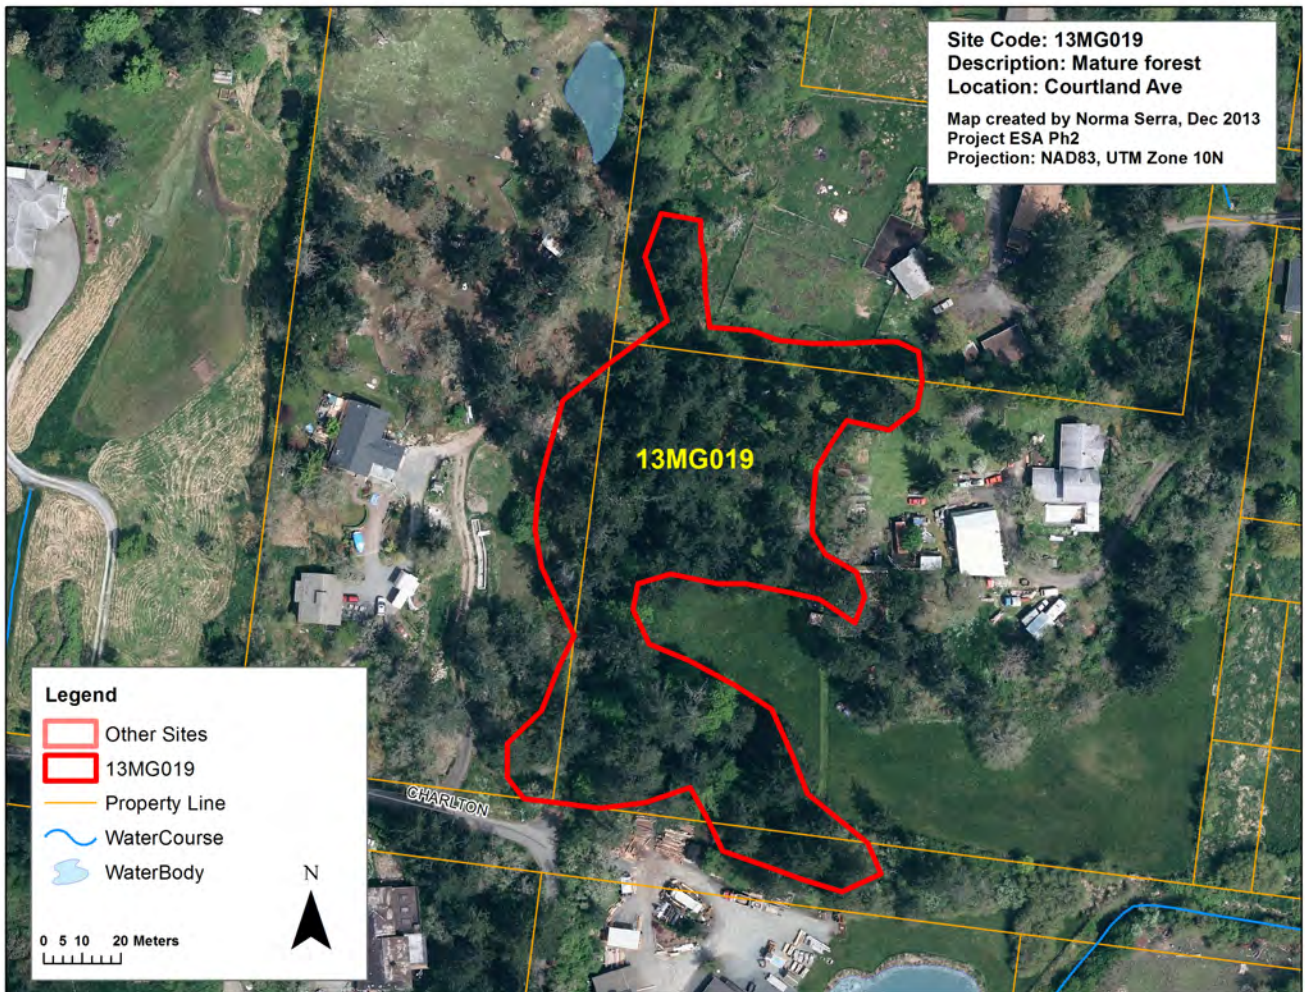 Site Code: 13MG019
Description: Mature forest
Location: Courtland Ave
Map created by Norma Serra, Dec 2013
Project ESA Ph2
Projection: NAD83, UTM Zone 10N
13MG019
CHARLTON
Legend
Other Sites
13MG019
Property Line
WaterCourse
WaterBody
N
0 5 10 20 Meters